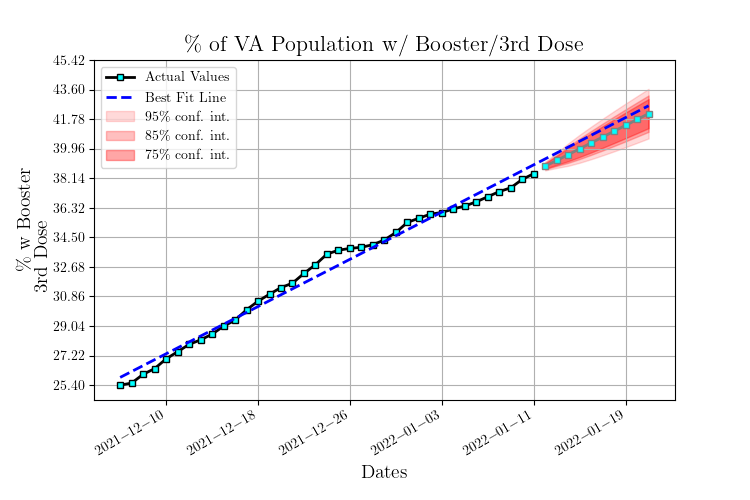 % of VA Population w/ Booster/3rd Dose
45.42
43.60
41.78
39.96
38.14
36.32
34.50
32.68
30.86
29.04
27.22
25.40
% w Booster
3rd Dose
Actual Values
Best Fit Line
95% conf. int.
85% conf. int.
75% conf. int.
2021−12−10
2021−12−18
2021−12−26
2022−01−03
2022−01−11
2022−01−19
Dates